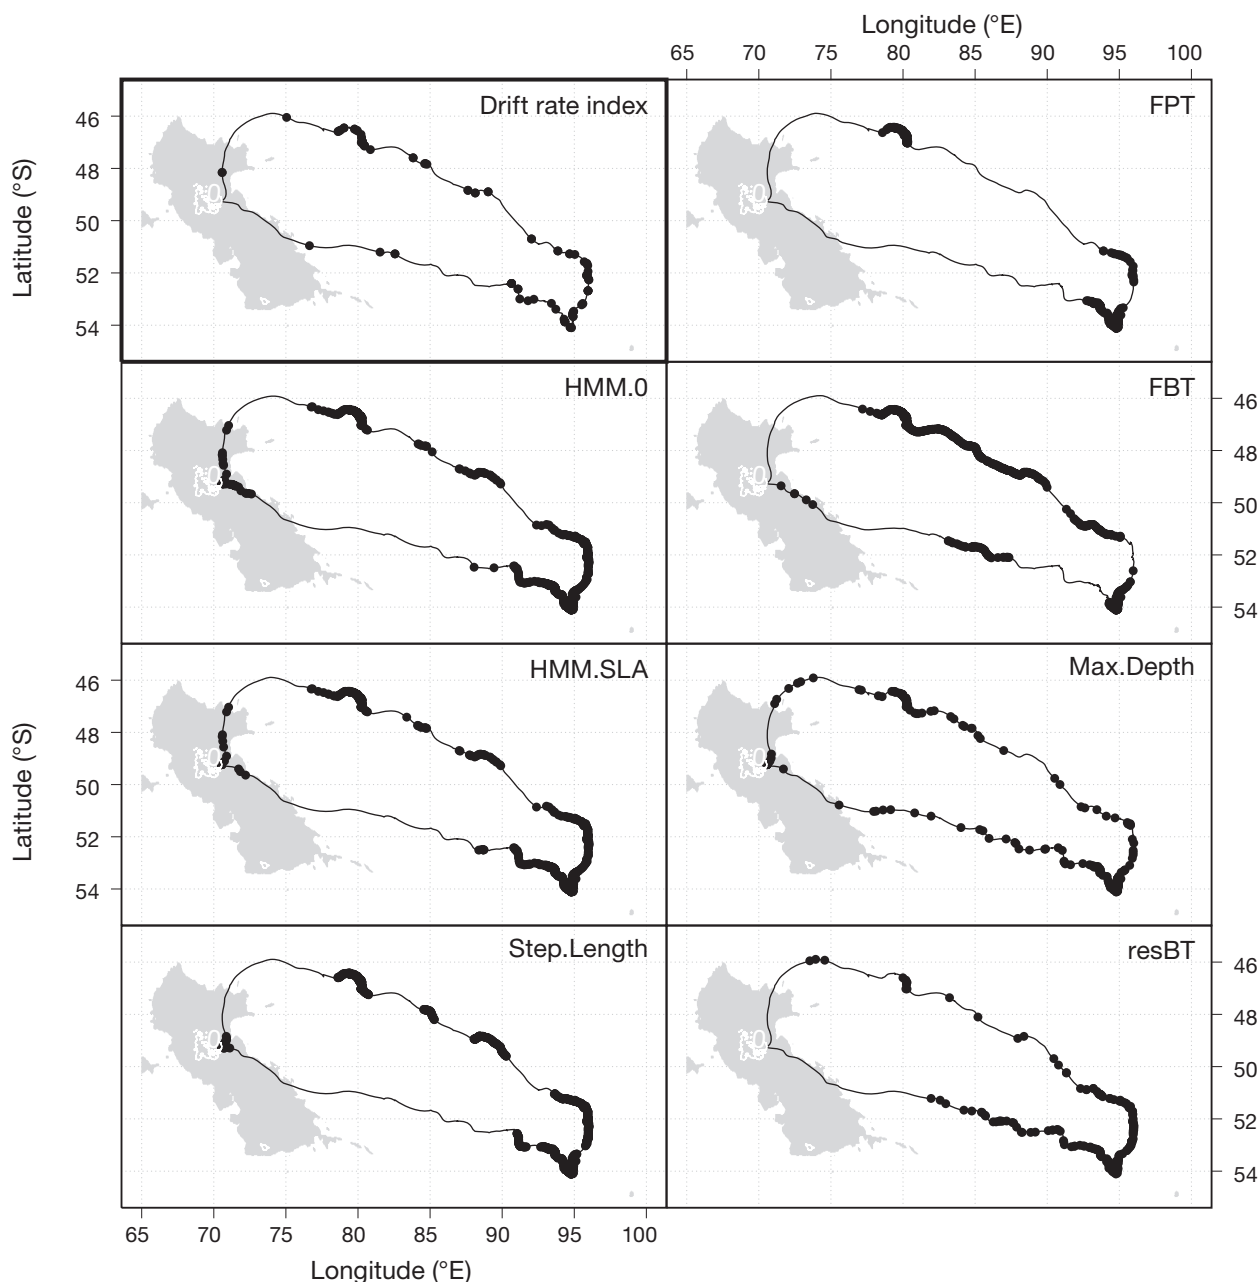 Longitude (°E)
65 70 75 80 85 90 95 100
Drift rate index
FPT
46
48
50
52
54
Latitude (°S)
HMM.0
FBT
46
48
50
52
54
HMM.SLA
Max.Depth
46
48
50
52
54
Latitude (°S)
Step.Length
resBT
46
48
50
52
54
65 70 75 80 85 90 95 100
Longitude (°E)